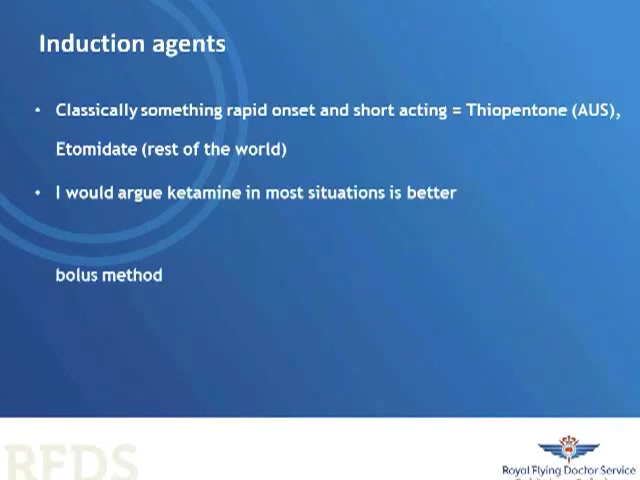 Induction agents
• Classically something rapid onset and short acting = Thiopentone (AUS),
Etomidate (rest of the world)
• I would argue ketamine in most situations is better
bolus method
RFDS
Royal Flying Doctor Service